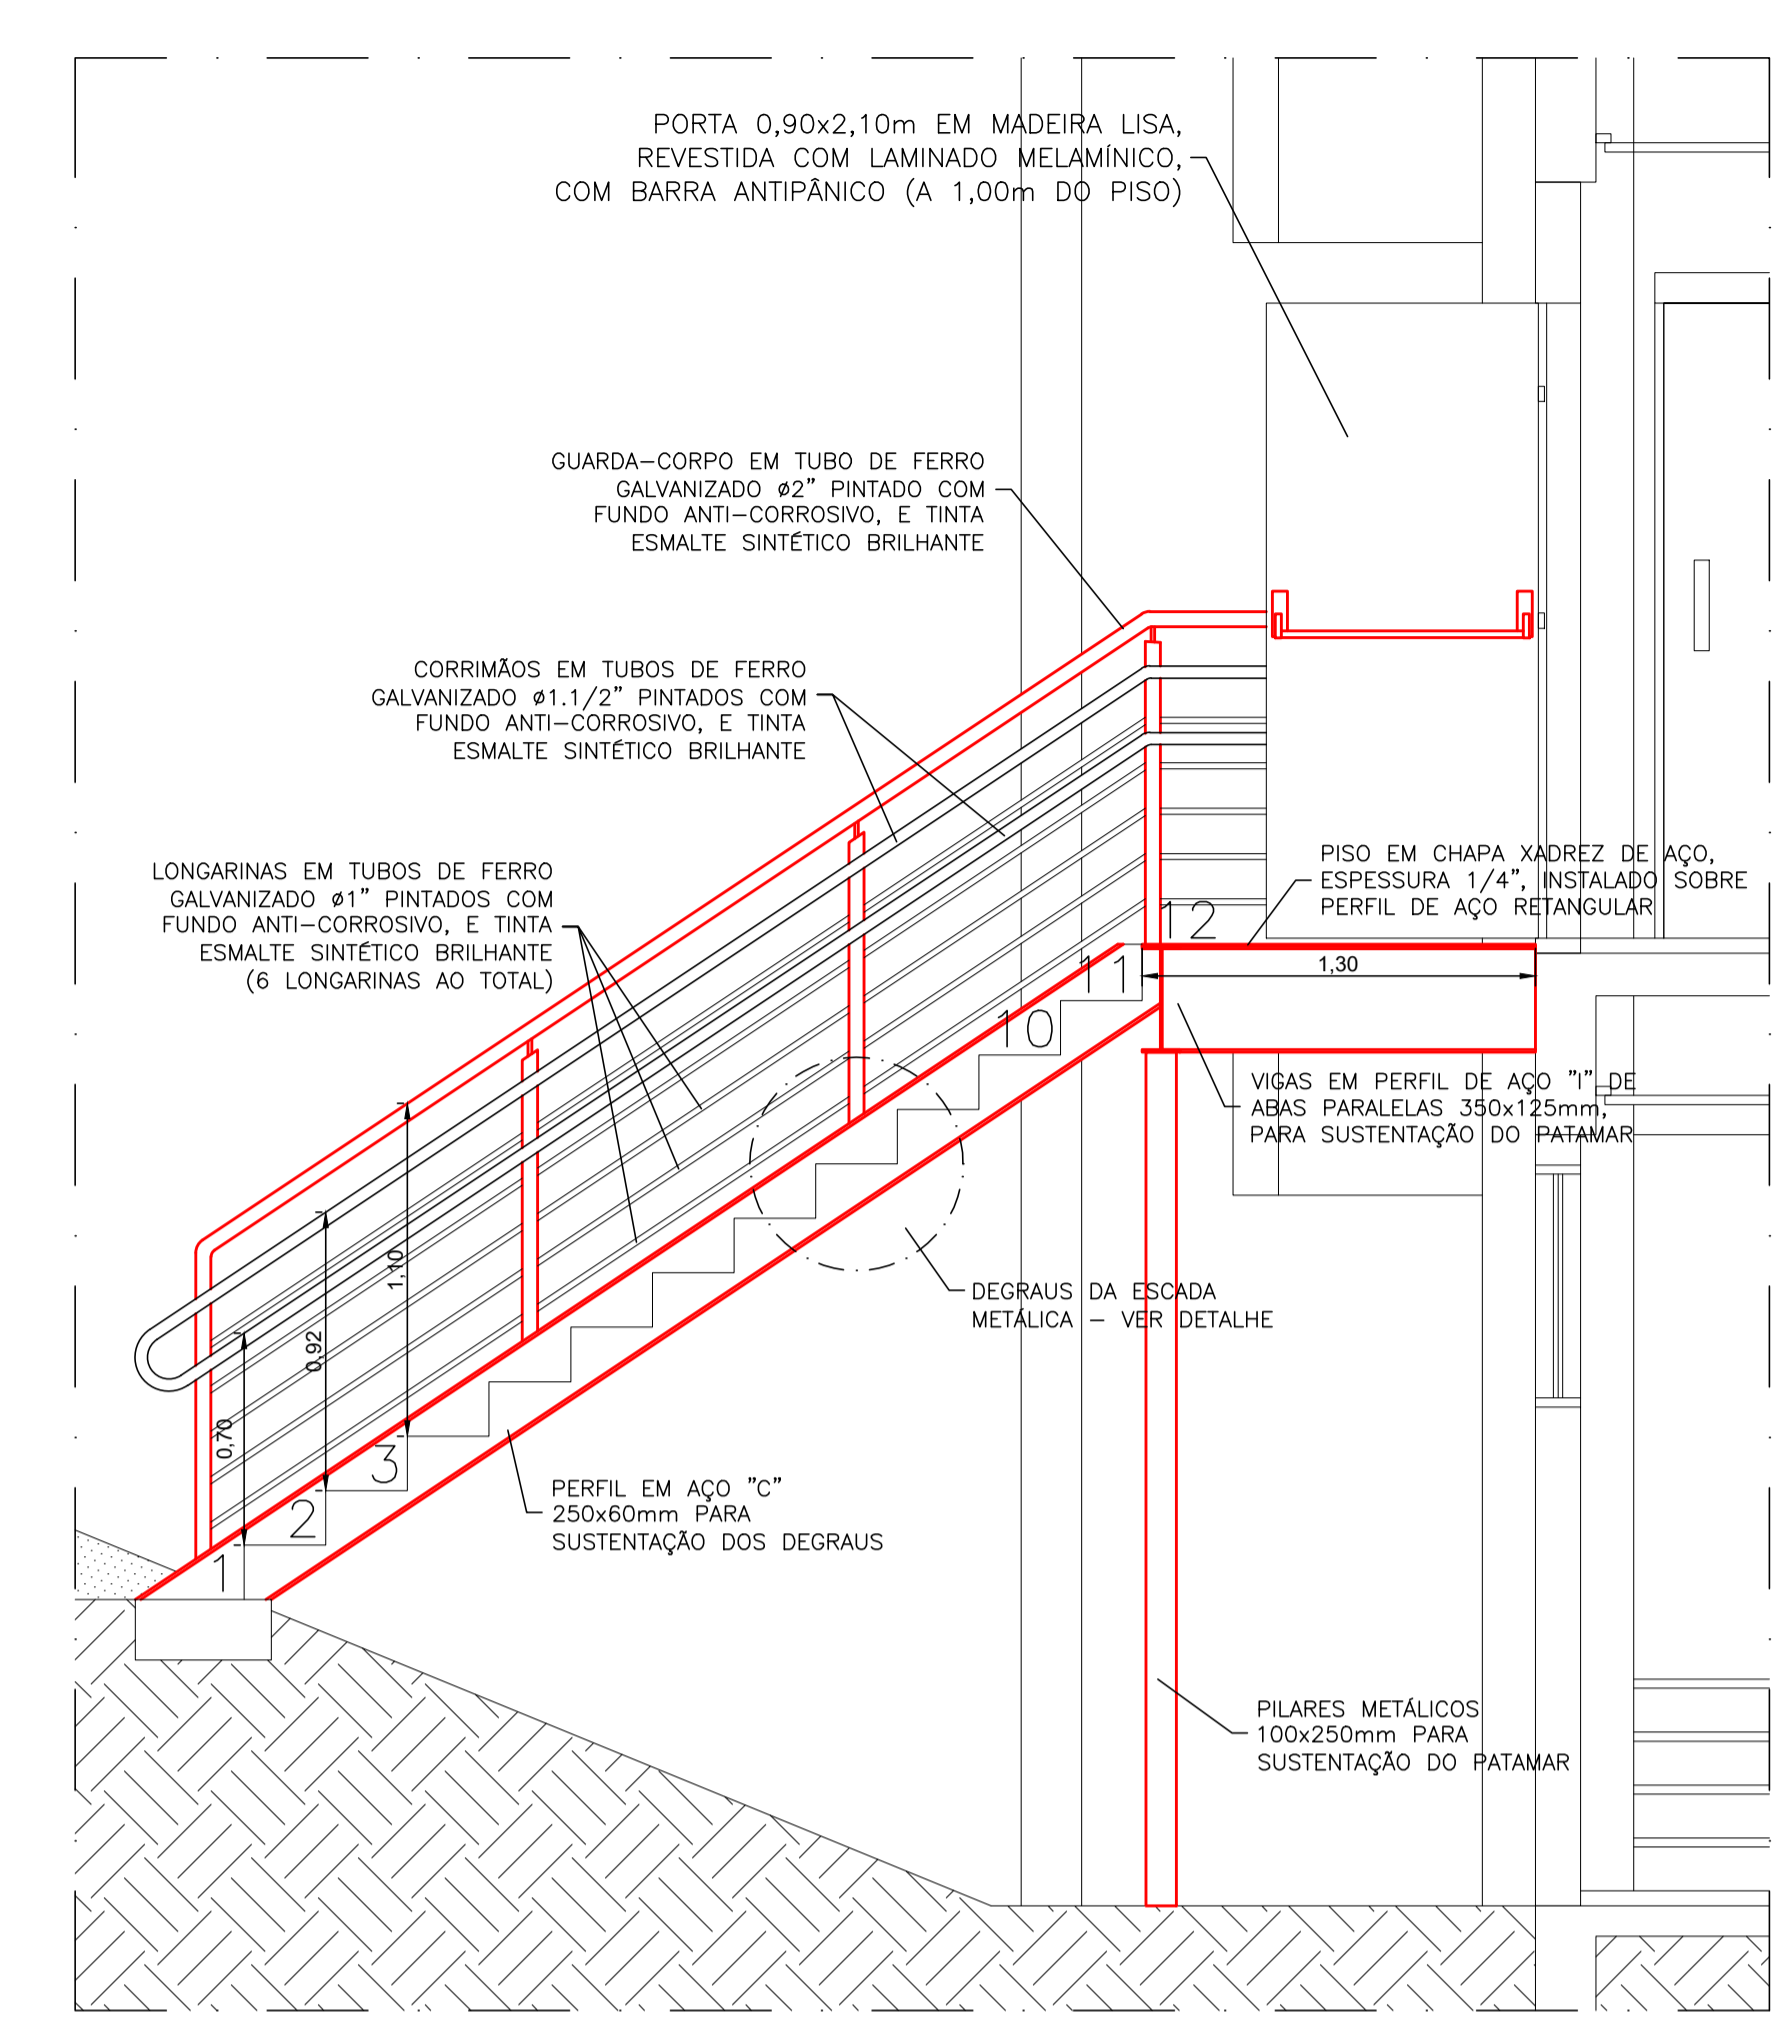 PORTA 0,90x2,10m EM MADEIRA LISA,
REVESTIDA COM LAMINADO MELAMÍNICO,
COM BARRA ANTIPÂNICO (A 1,00m DO PISO)
GUARDA-CORPO EM TUBO DE FERRO
GALVANIZADO ø2" PINTADO COM
FUNDO ANTI-CORROSIVO, E TINTA
ESMALTE SINTÉTICO BRILHANTE
CORRIMÃOS EM TUBOS DE FERRO
GALVANIZADO ø1.1/2" PINTADOS COM
FUNDO ANTI-CORROSIVO, E TINTA
ESMALTE SINTÉTICO BRILHANTE
LONGARINAS EM TUBOS DE FERRO
GALVANIZADO ø1" PINTADOS COM
FUNDO ANTI-CORROSIVO, E TINTA
ESMALTE SINTÉTICO BRILHANTE
(6 LONGARINAS AO TOTAL)
PISO EM CHAPA XADREZ DE AÇO,
ESPESSURA 1/4", INSTALADO SOBRE
PERFIL DE AÇO RETANGULAR
12
11
1,30
10
VIGAS EM PERFIL DE AÇO "I" DE
ABAS PARALELAS 350x125mm,
PARA SUSTENTAÇÃO DO PATAMAR
DEGRAUS DA ESCADA
METÁLICA - VER DETALHE
1,10
0,92
0,70
3
2
1
PERFIL EM AÇO "C"
250x60mm PARA
SUSTENTAÇÃO DOS DEGRAUS
PILARES METÁLICOS
100x250mm PARA
SUSTENTAÇÃO DO PATAMAR